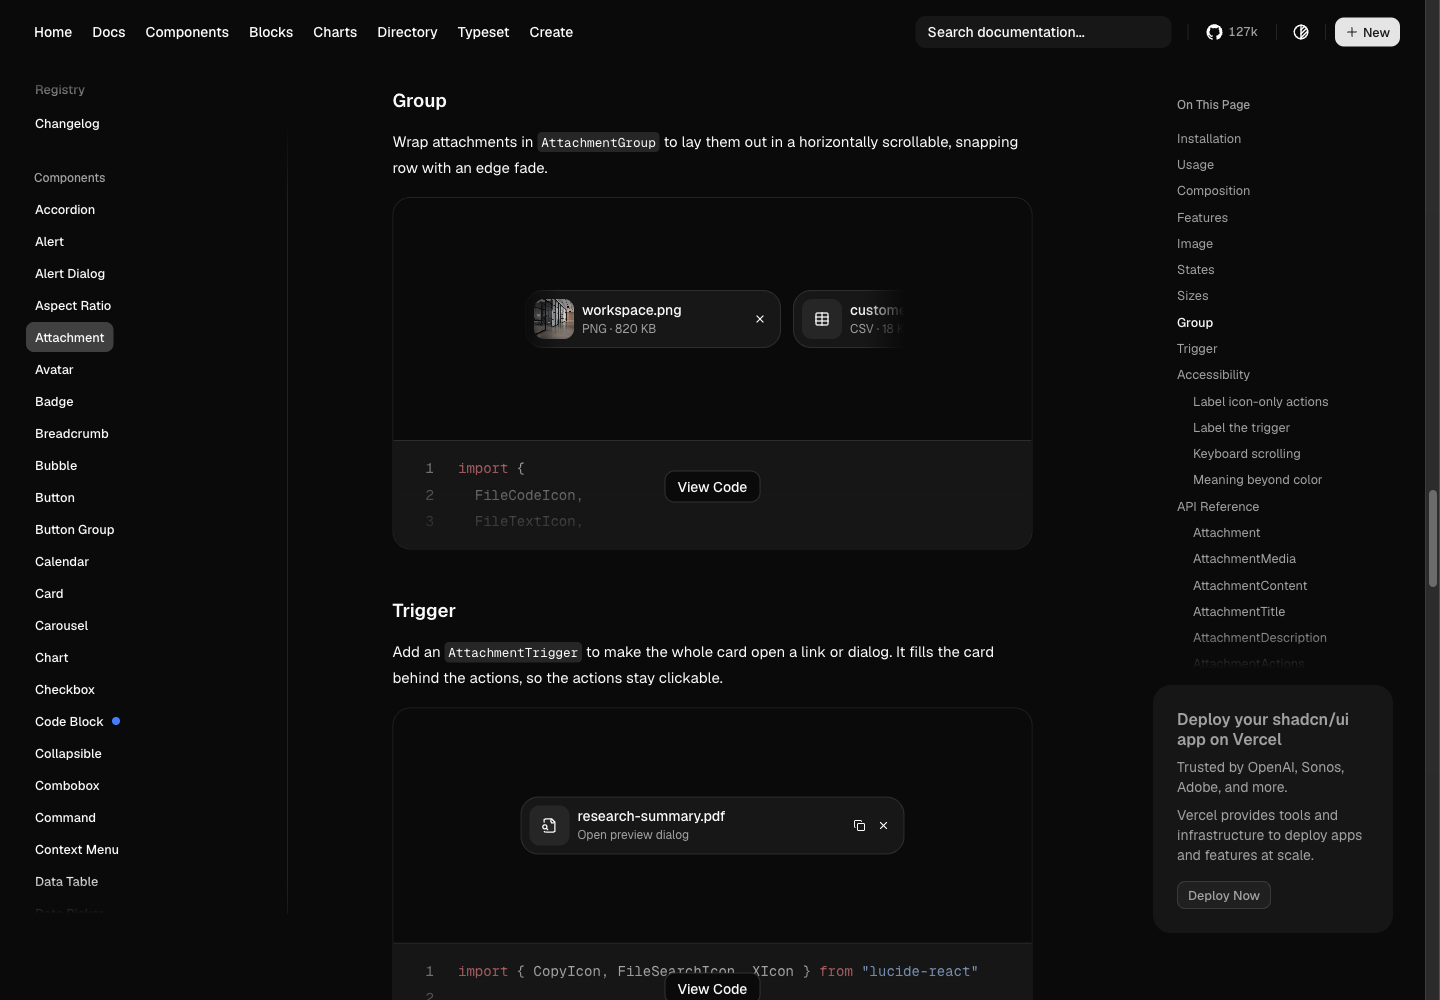 Home Docs Components Blocks Charts Directory Typeset Create
Search documentation...
127k
New
Registry
Changelog
Components
Accordion
Alert
Alert Dialog
Aspect Ratio
Attachment
Avatar
Badge
Breadcrumb
Bubble
Button
Button Group
Calendar
Card
Carousel
Chart
Checkbox
Code Block
Collapsible
Combobox
Command
Context Menu
Data Table
Group
Wrap attachments in AttachmentGroup to lay them out in a horizontally scrollable, snapping
row with an edge fade.
workspace.png
PNG · 820 KB
custome
CSV · 18 K
1 import {
2 FileCodeIcon,
3 FileTextIcon,
View Code
Trigger
Add an AttachmentTrigger to make the whole card open a link or dialog. It fills the card
behind the actions, so the actions stay clickable.
research-summary.pdf
Open preview dialog
1 import { CopyIcon, FileSearchIcon, XIcon } from "lucide-react"
2
View Code
On This Page
Installation
Usage
Composition
Features
Image
States
Sizes
Group
Trigger
Accessibility
Label icon-only actions
Label the trigger
Keyboard scrolling
Meaning beyond color
API Reference
Attachment
AttachmentMedia
AttachmentContent
AttachmentTitle
AttachmentDescription
AttachmentActions
Deploy your shadcn/ui
app on Vercel
Trusted by OpenAI, Sonos,
Adobe, and more.
Vercel provides tools and
infrastructure to deploy apps
and features at scale.
Deploy Now